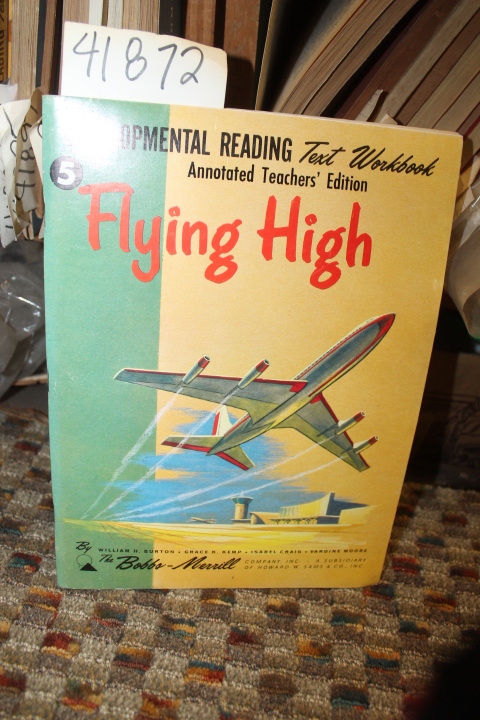 41872
OPMENTAL READING Text Workbook
Annotated Teachers' Edition
5
Flying High
By WILLIAM H. BURTON • GRACE K. KEMP • ISABEL CRAIG • VARDINE MOORE
The Bobbs-Merrill COMPANY, INC. - A SUBSIDIARY
OF HOWARD W. SAMS & CO., INC.